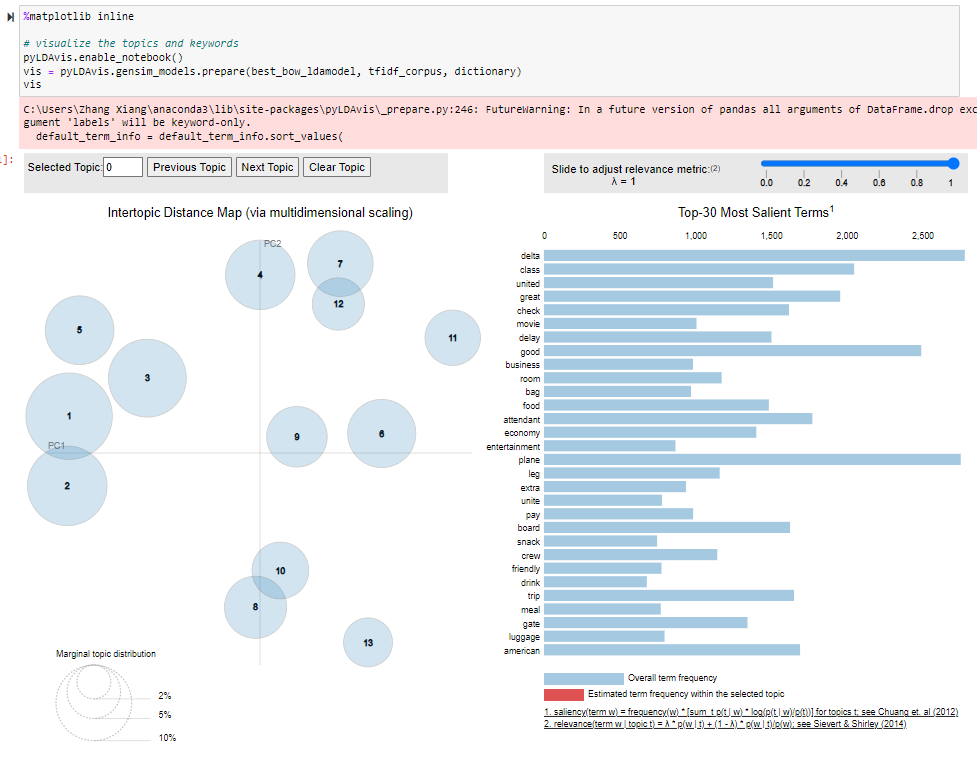 %matplotlib inline
# visualize the topics and keywords
pyLDAvis.enable_notebook()
vis = pyLDAvis.gensim_models.prepare(best_bow_ldamodel, tfidf_corpus, dictionary)
vis
C:\Users\Zhang Xiang\anaconda3\lib\site-packages\pyLDAvis\_prepare.py:246: FutureWarning: In a future version of pandas all arguments of DataFrame.drop exc
gument 'labels' will be keyword-only.
default_term_info = default_term_info.sort_values(
]:
Selected Topic: 0 Previous Topic Next Topic Clear Topic
Slide to adjust relevance metric:(2)
λ = 1
0.0 0.2 0.4 0.6 0.8 1
Intertopic Distance Map (via multidimensional scaling)
PC2
PC1
4
7
12
11
5
3
1
2
9
6
10
8
13
Marginal topic distribution
2%
5%
10%
Top-30 Most Salient Terms1
0 500 1,000 1,500 2,000 2,500
delta
class
united
great
check
movie
delay
good
business
room
bag
food
attendant
economy
entertainment
plane
leg
extra
unite
pay
board
snack
crew
friendly
drink
trip
meal
gate
luggage
american
Overall term frequency
Estimated term frequency within the selected topic
1. saliency(term w) = frequency(w) * [sum_t p(t | w) * log(p(t | w)/p(t))] for topics t; see Chuang et. al (2012)
2. relevance(term w | topic t) = λ * p(w | t) + (1 - λ) * p(w | t)/p(w); see Sievert & Shirley (2014)